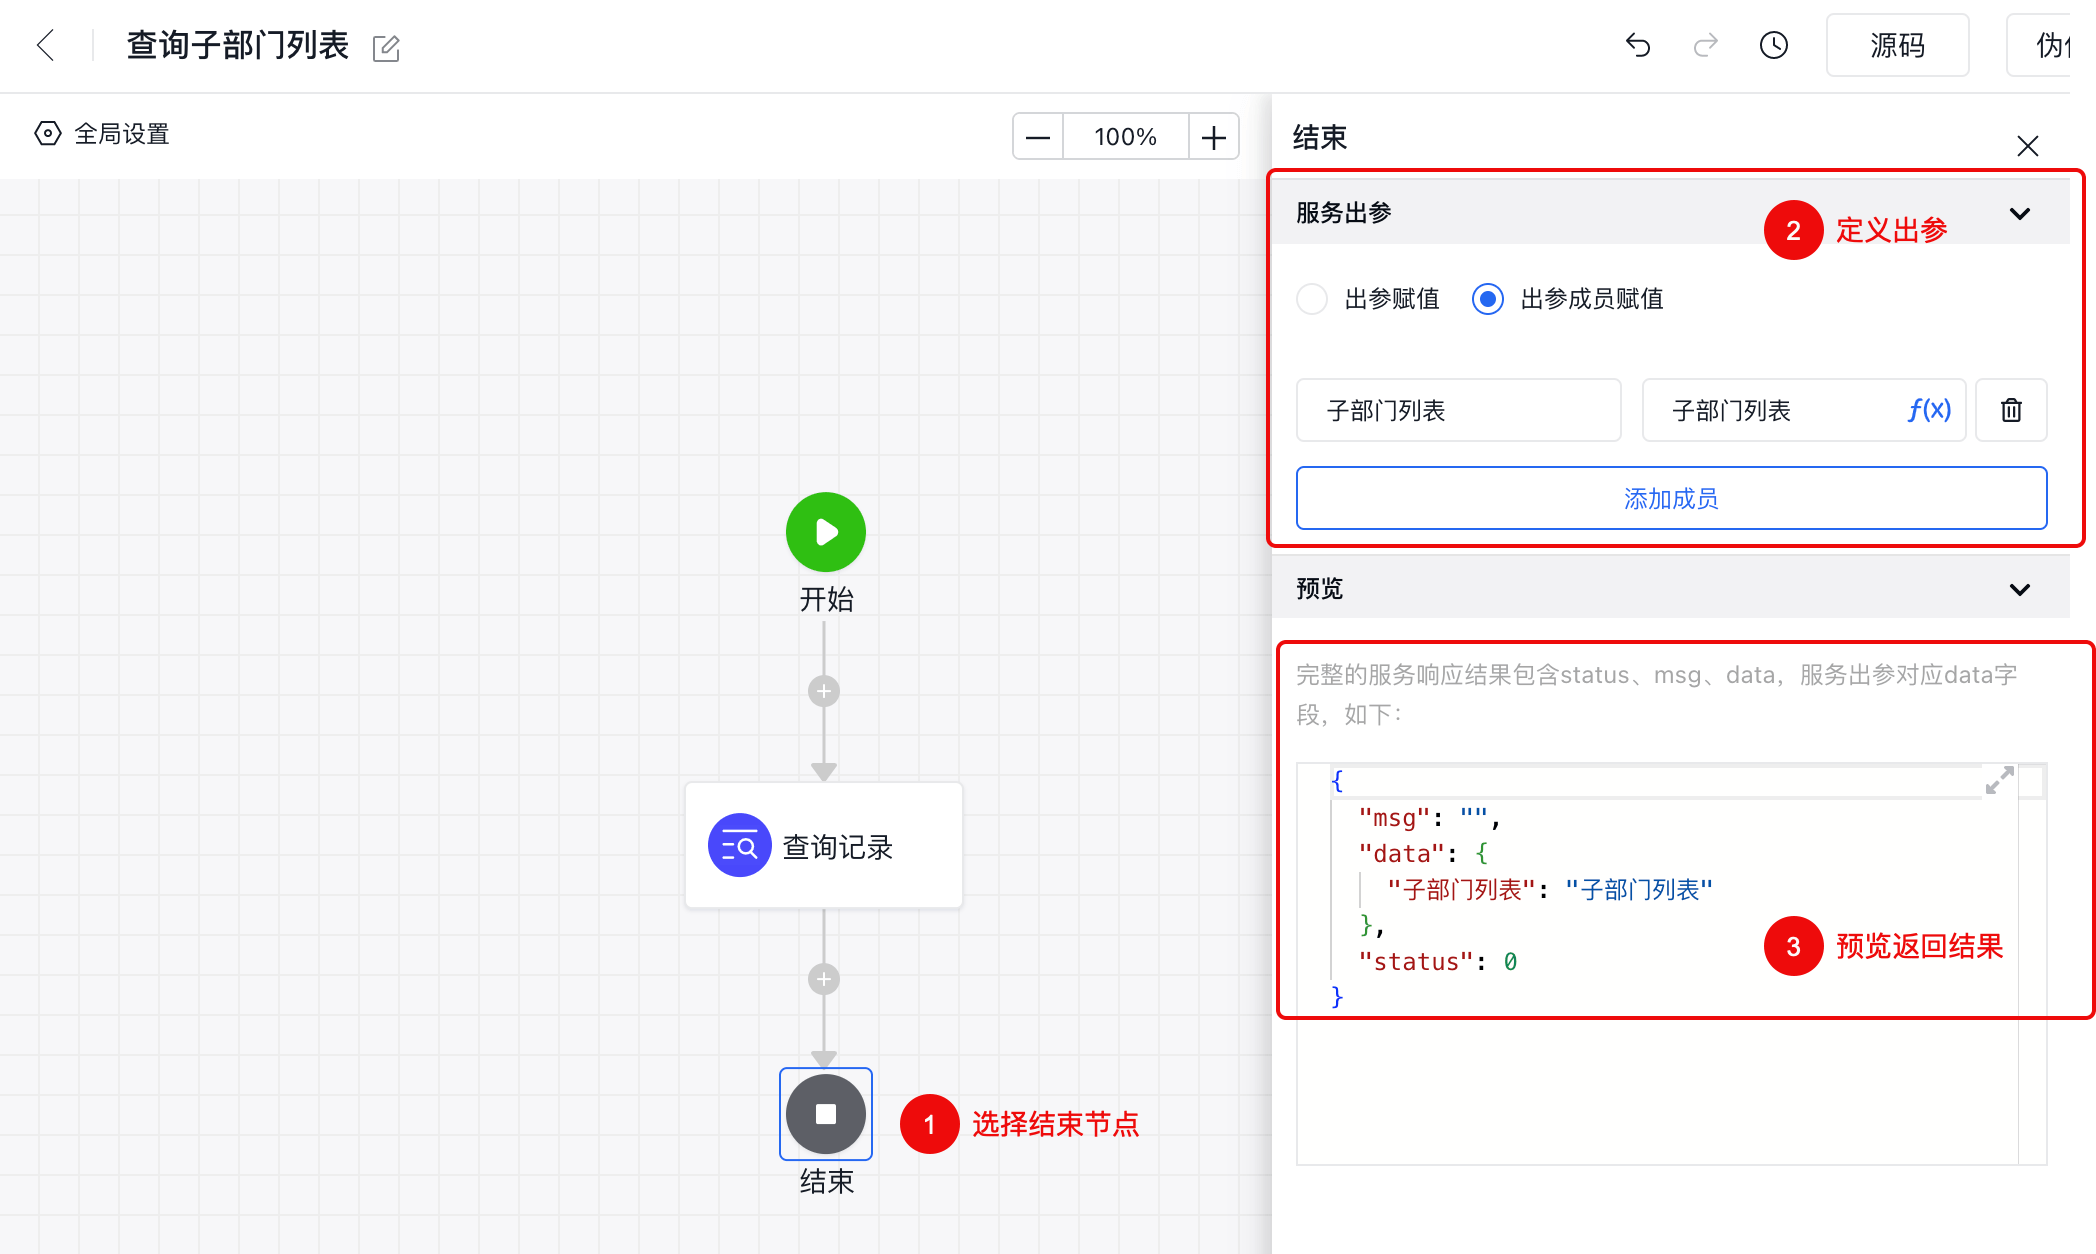 查询子部门列表
源码
全局设置
100%
结束
服务出参
2 定义出参
出参赋值
出参成员赋值
子部门列表
子部门列表
f(x)
添加成员
预览
完整的服务响应结果包含status、msg、data，服务出参对应data字
段，如下：
{
"msg": "",
"data": {
"子部门列表": "子部门列表"
},
"status": 0
}
3 预览返回结果
开始
查询记录
1 选择结束节点
结束